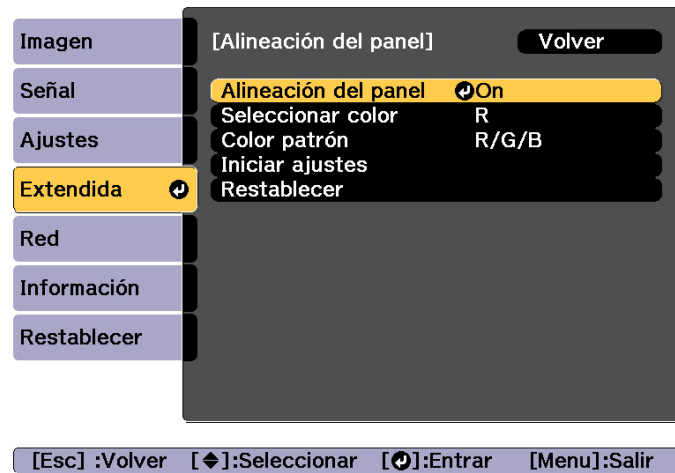 Imagen
Señal
Ajustes
Extendida
Red
Información
Restablecer
[Alineación del panel] Volver
Alineación del panel On
Seleccionar color R
Color patrón R/G/B
Iniciar ajustes
Restablecer
[Esc] :Volver [◆]:Seleccionar [↵]:Entrar [Menu]:Salir